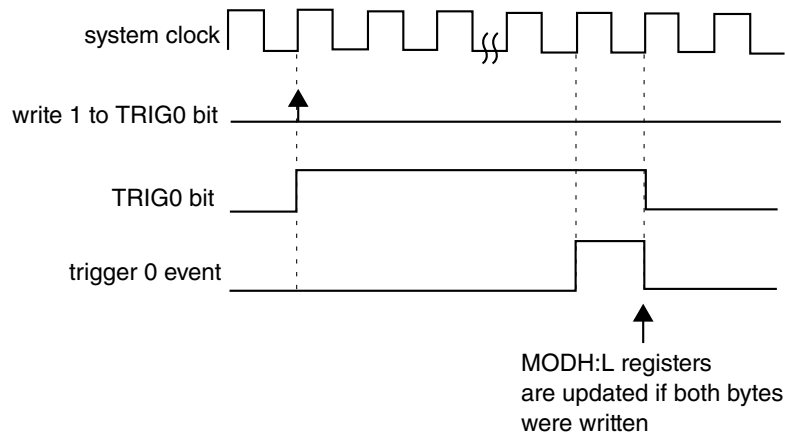 system clock
write 1 to TRIG0 bit
TRIG0 bit
trigger 0 event
MODH:L registers
are updated if both bytes
were written